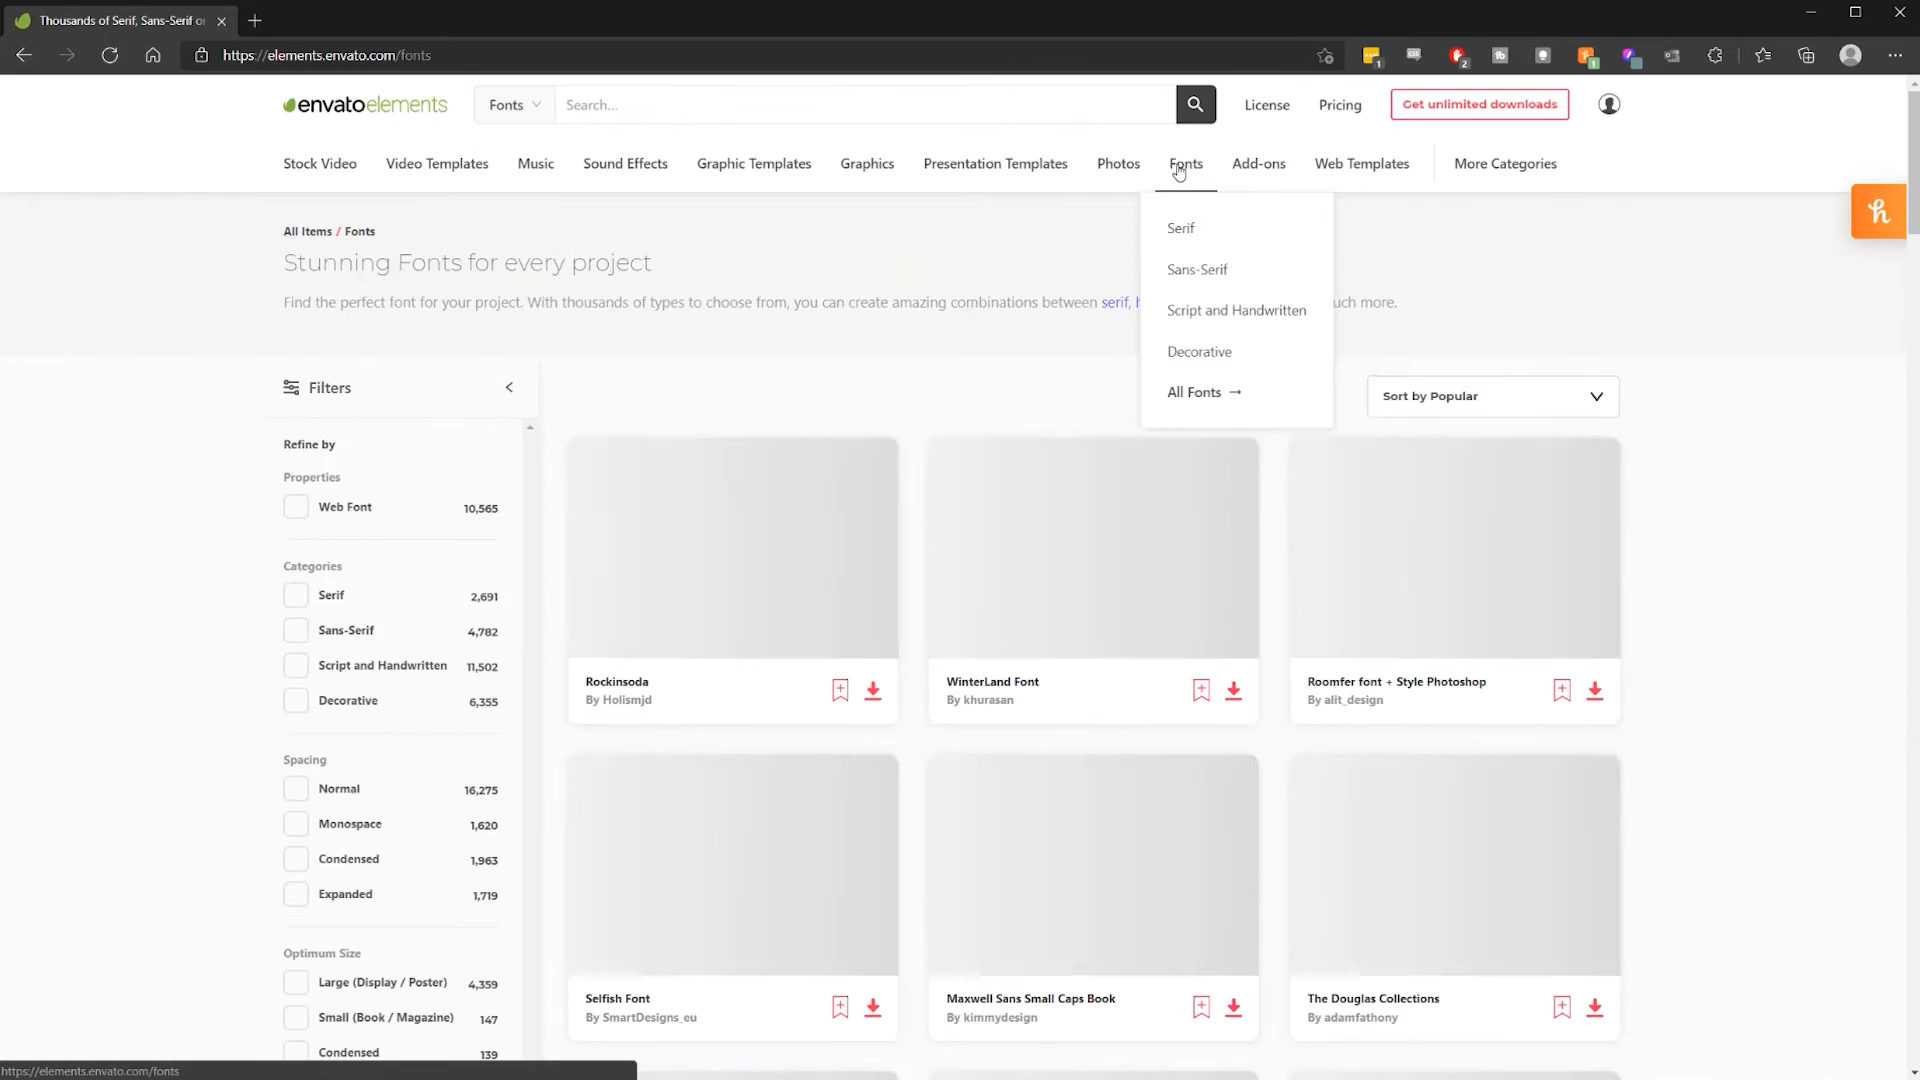 Thousands of Serif, Sans-Serif or
https://elements.envato.com/fonts
1
2
1
envatoelements
Fonts
Search...
License
Pricing
Get unlimited downloads
Stock Video
Video Templates
Music
Sound Effects
Graphic Templates
Graphics
Presentation Templates
Photos
Fonts
Add-ons
Web Templates
More Categories
Serif
Sans-Serif
Script and Handwritten
Decorative
All Fonts →
All Items / Fonts
Stunning Fonts for every project
Find the perfect font for your project. With thousands of types to choose from, you can create amazing combinations between serif, h
uch more.
Filters
Sort by Popular
Refine by
Properties
Web Font 10,565
Categories
Serif 2,691
Sans-Serif 4,782
Script and Handwritten 11,502
Decorative 6,355
Spacing
Normal 16,275
Monospace 1,620
Condensed 1,963
Expanded 1,719
Optimum Size
Large (Display / Poster) 4,359
Small (Book / Magazine) 147
Condensed 139
Rockinsoda
By Holismjd
WinterLand Font
By khurasan
Roomfer font + Style Photoshop
By alit_design
Selfish Font
By SmartDesigns_eu
Maxwell Sans Small Caps Book
By kimmydesign
The Douglas Collections
By adamfathony
https://elements.envato.com/fonts